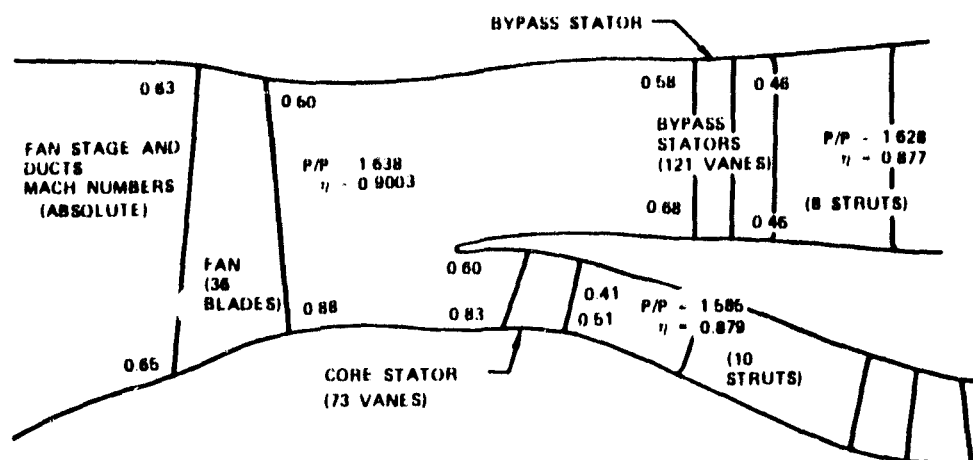 BYPASS STATOR
0.63
0.60
0.58
0.46
FAN STAGE AND
DUCTS
MACH NUMBERS
(ABSOLUTE)
P/P - 1 638
η - 0 9003
BYPASS
STATORS
(121 VANES)
P/P - 1 628
η = 0.877
0.68
0.46
(8 STRUTS)
FAN
(36
BLADES)
0.60
0.88
0.83
0.41
0.51
P/P - 1 586
η = 0.879
0.65
CORE STATOR
(73 VANES)
(10
STRUTS)